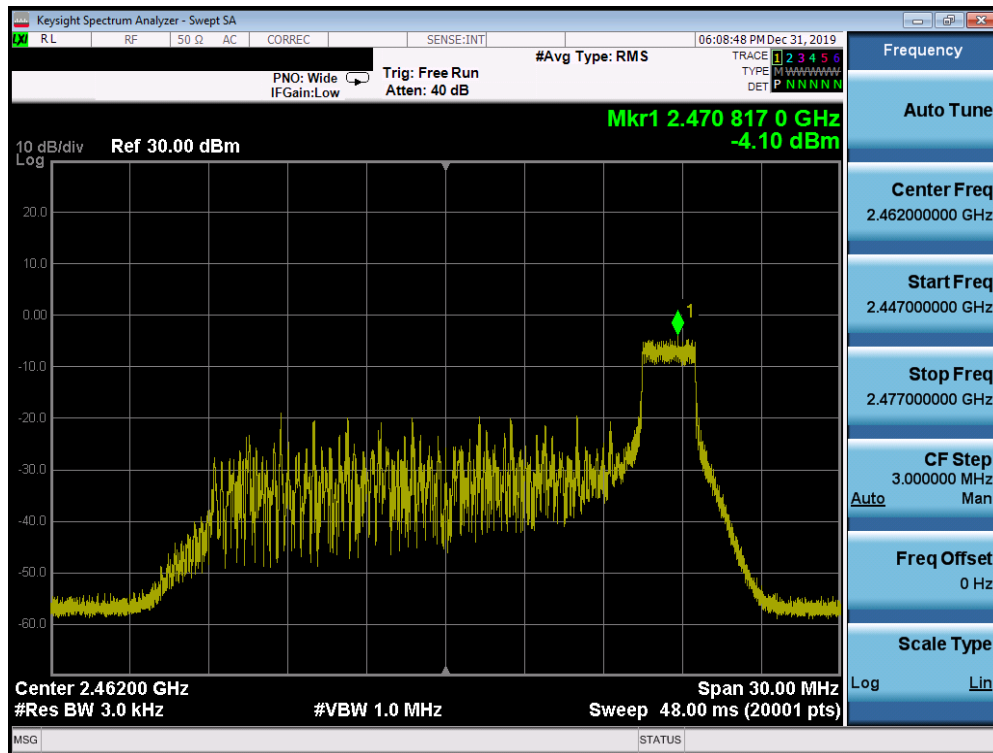 Keysight Spectrum Analyzer - Swept SA
LXI RL RF 50 Ω AC CORREC SENSE:INT 06:08:48 PM Dec 31, 2019
#Avg Type: RMS TRACE 1 2 3 4 5 6
PNO: Wide Trig: Free Run TYPE M WWWWW
IFGain:Low Atten: 40 dB DET P N N N N N
Mkr1 2.470 817 0 GHz
-4.10 dBm
10 dB/div Ref 30.00 dBm
Log
20.0
10.0
0.00
1
-10.0
-20.0
-30.0
-40.0
-50.0
-60.0
Center 2.46200 GHz Span 30.00 MHz
#Res BW 3.0 kHz #VBW 1.0 MHz Sweep 48.00 ms (20001 pts)
MSG STATUS
Frequency
Auto Tune
Center Freq
2.462000000 GHz
Start Freq
2.447000000 GHz
Stop Freq
2.477000000 GHz
CF Step
3.000000 MHz
Auto Man
Freq Offset
0 Hz
Scale Type
Log Lin